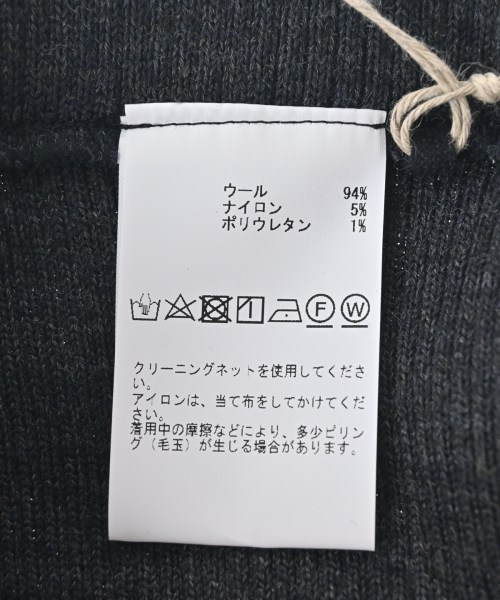 ウール 94%
ナイロン 5%
ポリウレタン 1%
F W
クリーニングネットを使用してくださ
い。
アイロンは、当て布をしてかけてくだ
さい。
着用中の摩擦などにより、多少ピリン
グ（毛玉）が生じる場合があります。